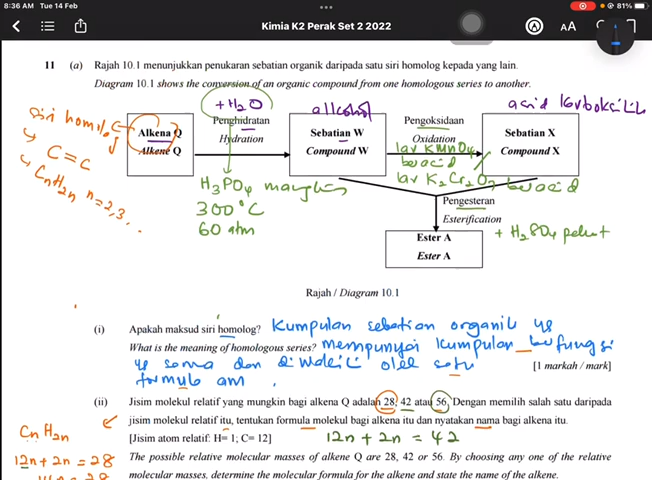 8:36 AM Tue 14 Feb
81%
Kimia K2 Perak Set 2 2022
AA
11 (a) Rajah 10.1 menunjukkan penukaran sebatian organik daripada satu siri homolog kepada yang lain.
Diagram 10.1 shows the conversion of an organic compound from one homologous series to another.
+ H2O
alkohol
asid karboksilik
siri homolog
Alkena Q
Alkene Q
Penghidratan
Hydration
Sebatian W
Compound W
Pengoksidaan
Oxidation
Sebatian X
Compound X
C=C
CnH2n n=2,3...
H3PO4
300°C
60 atm
lar KMnO4
berasid
lar K2Cr2O7 berasid
Pengesteran
Esterification
+ H2SO4 pekat
Ester A
Ester A
Rajah / Diagram 10.1
(i) Apakah maksud siri homolog? Kumpulan sebatian organik yg
What is the meaning of homologous series? mempunyai kumpulan berfungsi
yg sama dan diwakili oleh satu
[1 markah / mark]
formula am
(ii) Jisim molekul relatif yang mungkin bagi alkena Q adalah 28, 42 atau 56. Dengan memilih salah satu daripada
jisim molekul relatif itu, tentukan formula molekul bagi alkena itu dan nyatakan nama bagi alkena itu.
[Jisim atom relatif: H= 1; C= 12]
12n + 2n = 42
CnH2n
12n + 2n = 28
The possible relative molecular masses of alkene Q are 28, 42 or 56. By choosing any one of the relative
molecular masses, determine the molecular formula for the alkene and state the name of the alkene.